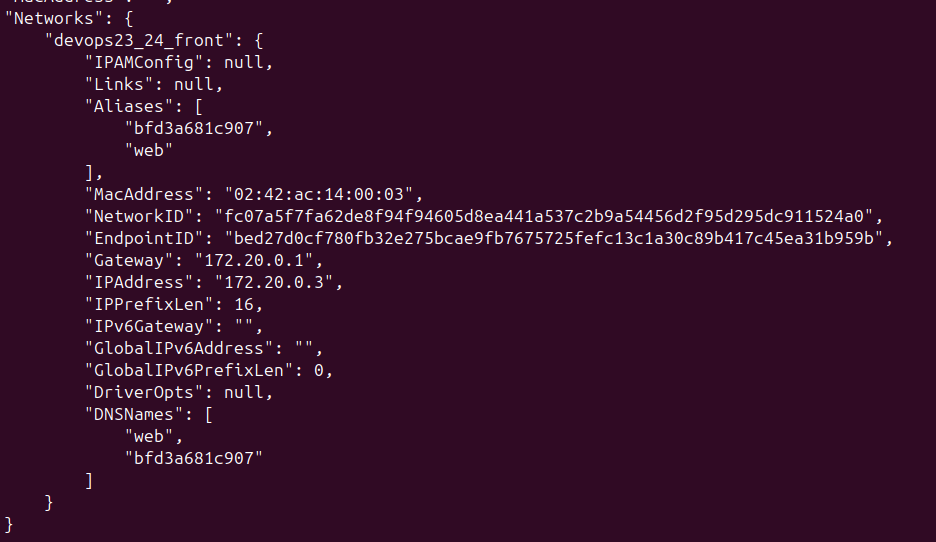 "Networks": {
    "devops23_24_front": {
        "IPAMConfig": null,
        "Links": null,
        "Aliases": [
            "bfd3a681c907",
            "web"
        ],
        "MacAddress": "02:42:ac:14:00:03",
        "NetworkID": "fc07a5f7fa62de8f94f94605d8ea441a537c2b9a54456d2f95d295dc911524a0",
        "EndpointID": "bed27d0cf780fb32e275bcae9fb7675725fefc13c1a30c89b417c45ea31b959b",
        "Gateway": "172.20.0.1",
        "IPAddress": "172.20.0.3",
        "IPPrefixLen": 16,
        "IPv6Gateway": "",
        "GlobalIPv6Address": "",
        "GlobalIPv6PrefixLen": 0,
        "DriverOpts": null,
        "DNSNames": [
            "web",
            "bfd3a681c907"
        ]
    }
}